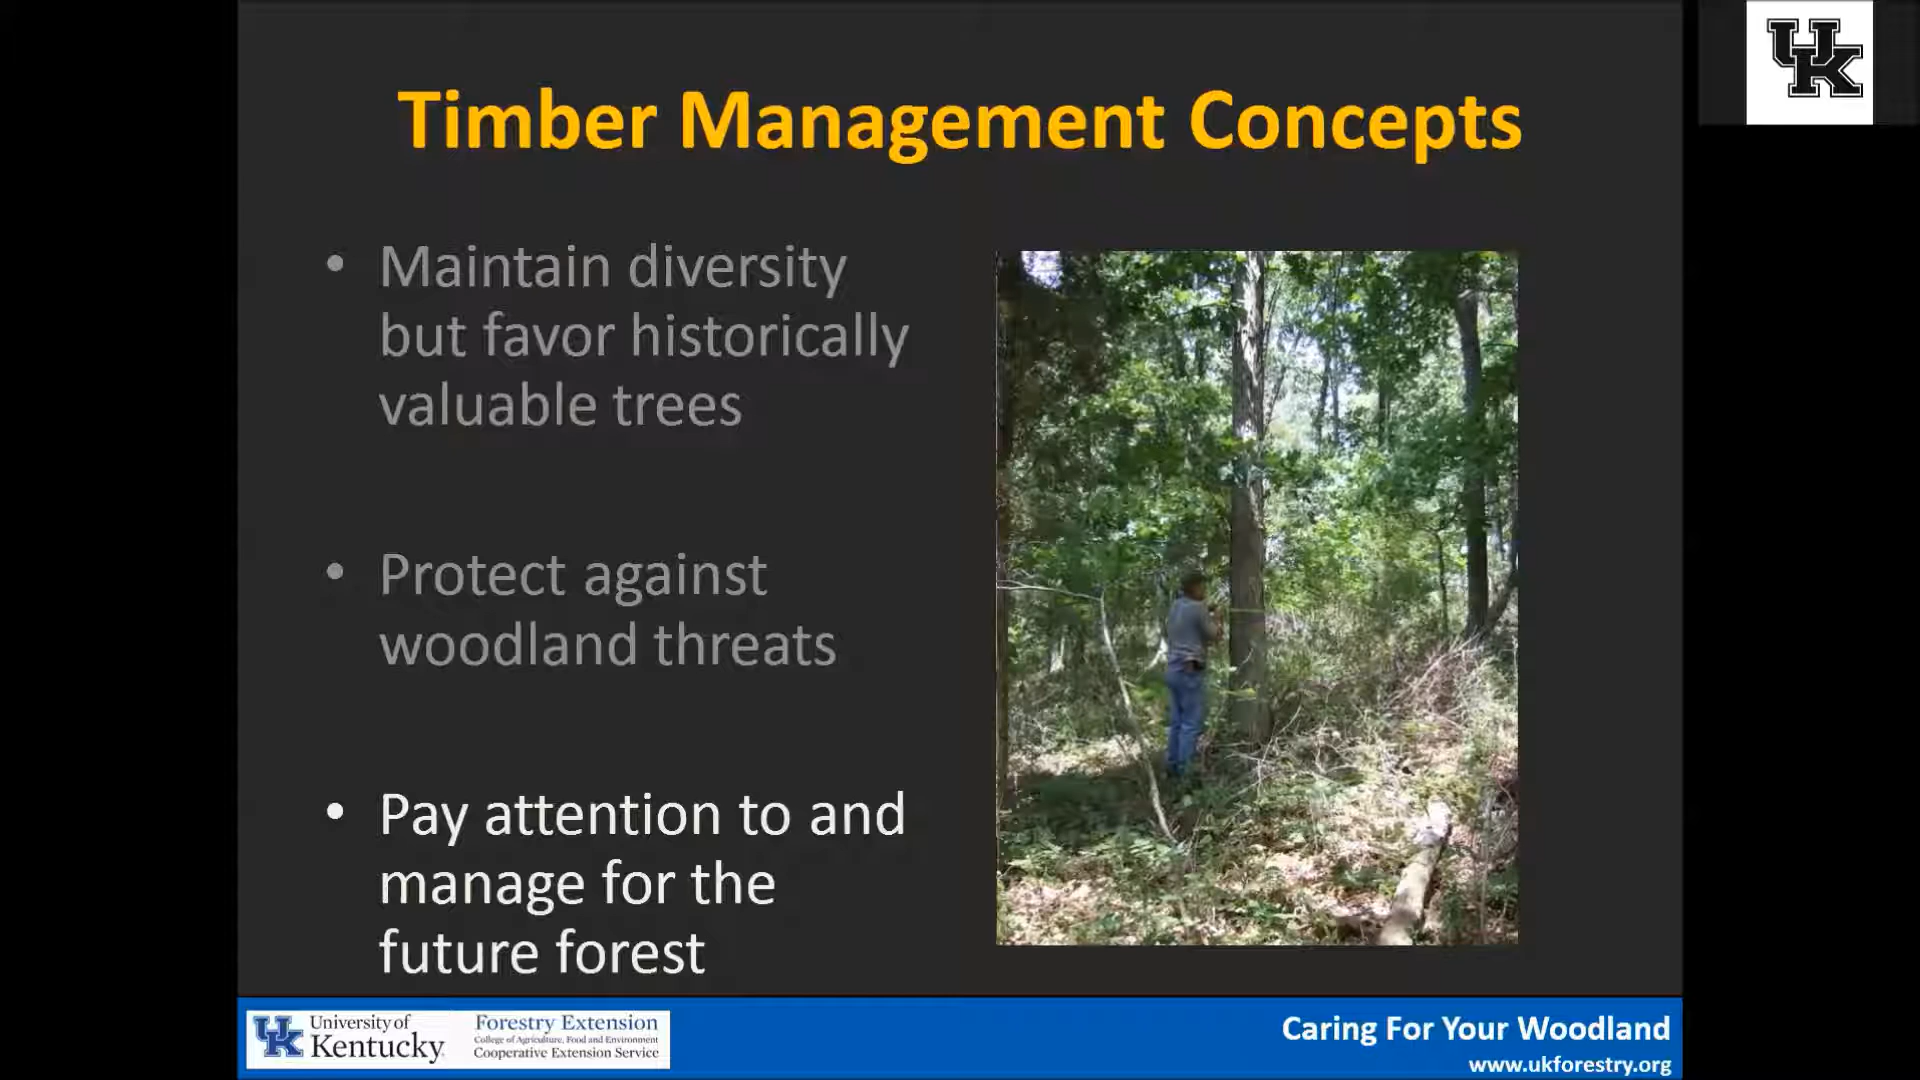 UK
Timber Management Concepts
• Maintain diversity
but favor historically
valuable trees
• Protect against
woodland threats
• Pay attention to and
manage for the
future forest
UK
University of
Kentucky
Forestry Extension
College of Agriculture, Food and Environment
Cooperative Extension Service
Caring For Your Woodland
www.ukforestry.org